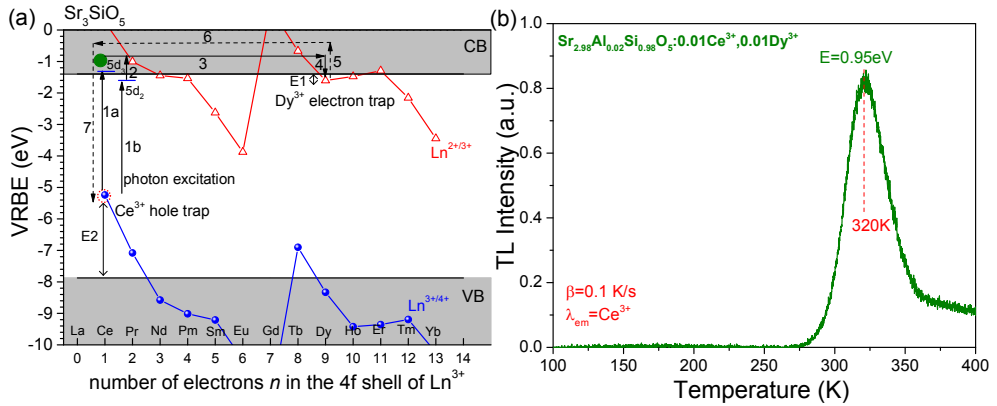 (a)
Sr₃SiO₅
0
-1
-2
-3
-4
-5
-6
-7
-8
-9
-10
VRBE (eV)
CB
6
5d₃
2
3
4
5
E1
5d₂
Dy³⁺ electron trap
1a
7
1b
Ln²⁺/³⁺
photon excitation
Ce³⁺ hole trap
E2
VB
Ln³⁺/⁴⁺
La Ce Pr Nd Pm Sm Eu Gd Tb Dy Ho Er Tm Yb
0 1 2 3 4 5 6 7 8 9 10 11 12 13 14
number of electrons n in the 4f shell of Ln³⁺
(b)
Sr₂.₉₈Al₀.₀₂Si₀.₉₈O₅:0.01Ce³⁺,0.01Dy³⁺
E=0.95eV
320K
β=0.1 K/s
λₑₘ=Ce³⁺
TL Intensity (a.u.)
0.0
0.2
0.4
0.6
0.8
1.0
100 150 200 250 300 350 400
Temperature (K)